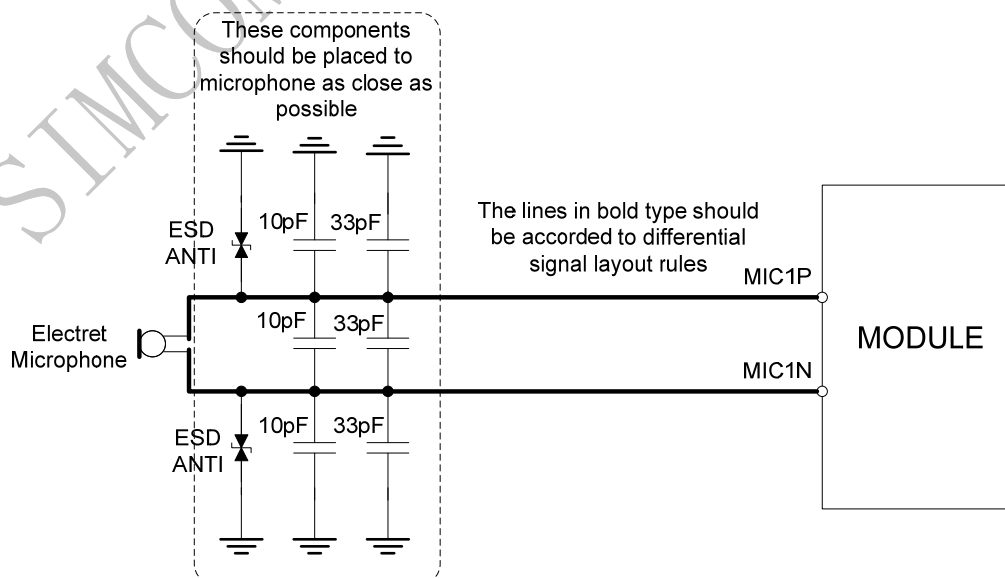 SIMCOM
These components
should be placed to
microphone as close as
possible
ESD
ANTI
10pF
33pF
The lines in bold type should
be accorded to differential
signal layout rules
MIC1P
Electret
Microphone
10pF
33pF
MODULE
MIC1N
ESD
ANTI
10pF
33pF